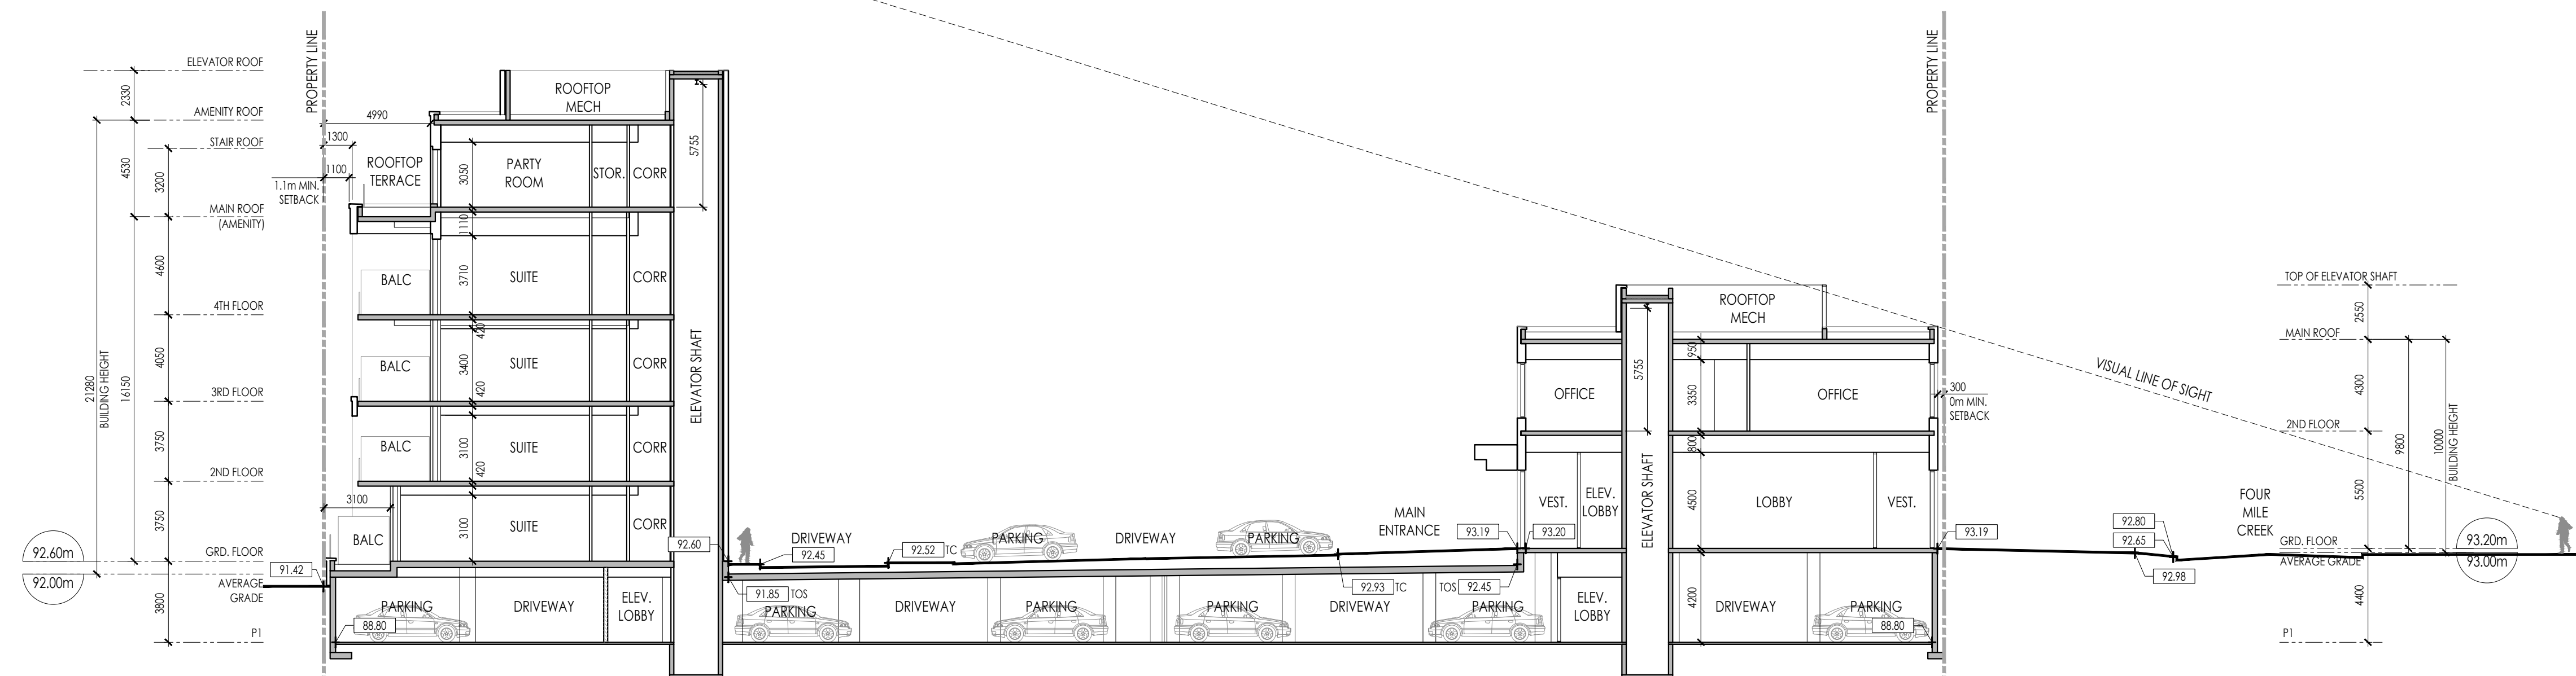 ELEVATOR ROOF
AMENITY ROOF
STAIR ROOF
MAIN ROOF
(AMENITY)
4TH FLOOR
3RD FLOOR
2ND FLOOR
GRD. FLOOR
AVERAGE
GRADE
P1
2330
4530
3200
4600
4050
3750
3750
3800
16150
21280
BUILDING HEIGHT
92.60m
92.00m
91.42
PROPERTY LINE
4990
1300
1100
1.1m MIN.
SETBACK
3100
ROOFTOP
MECH
ROOFTOP
TERRACE
PARTY
ROOM
STOR.
CORR
3050
5755
1110
BALC
SUITE
CORR
3710
420
BALC
SUITE
CORR
3400
420
BALC
SUITE
CORR
3100
420
BALC
SUITE
CORR
3100
ELEVATOR SHAFT
PARKING
88.80
DRIVEWAY
ELEV.
LOBBY
92.60
92.45
DRIVEWAY
92.52 TC
PARKING
DRIVEWAY
PARKING
MAIN
ENTRANCE
93.19
93.20
91.85 TOS
PARKING
DRIVEWAY
PARKING
PARKING
DRIVEWAY
92.93 TC
TOS 92.45
PARKING
ELEV.
LOBBY
ROOFTOP
MECH
OFFICE
5755
950
3350
OFFICE
800
VEST.
ELEV.
LOBBY
ELEVATOR SHAFT
4500
LOBBY
VEST.
4200
DRIVEWAY
PARKING
88.80
PROPERTY LINE
300
0m MIN.
SETBACK
93.19
VISUAL LINE OF SIGHT
92.80
92.65
92.98
FOUR
MILE
CREEK
TOP OF ELEVATOR SHAFT
MAIN ROOF
2ND FLOOR
GRD. FLOOR
AVERAGE GRADE
P1
2550
4300
5500
4400
9800
10000
BUILDING HEIGHT
93.20m
93.00m